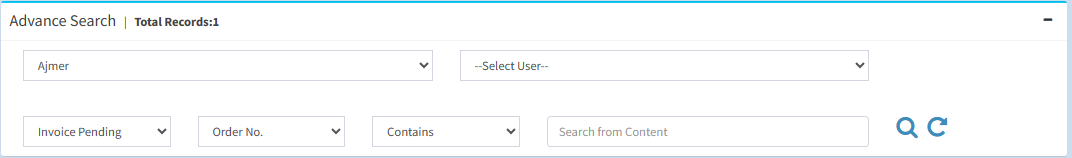 Advance Search | Total Records:1
Ajmer --Select User--
Invoice Pending Order No. Contains Search from Content